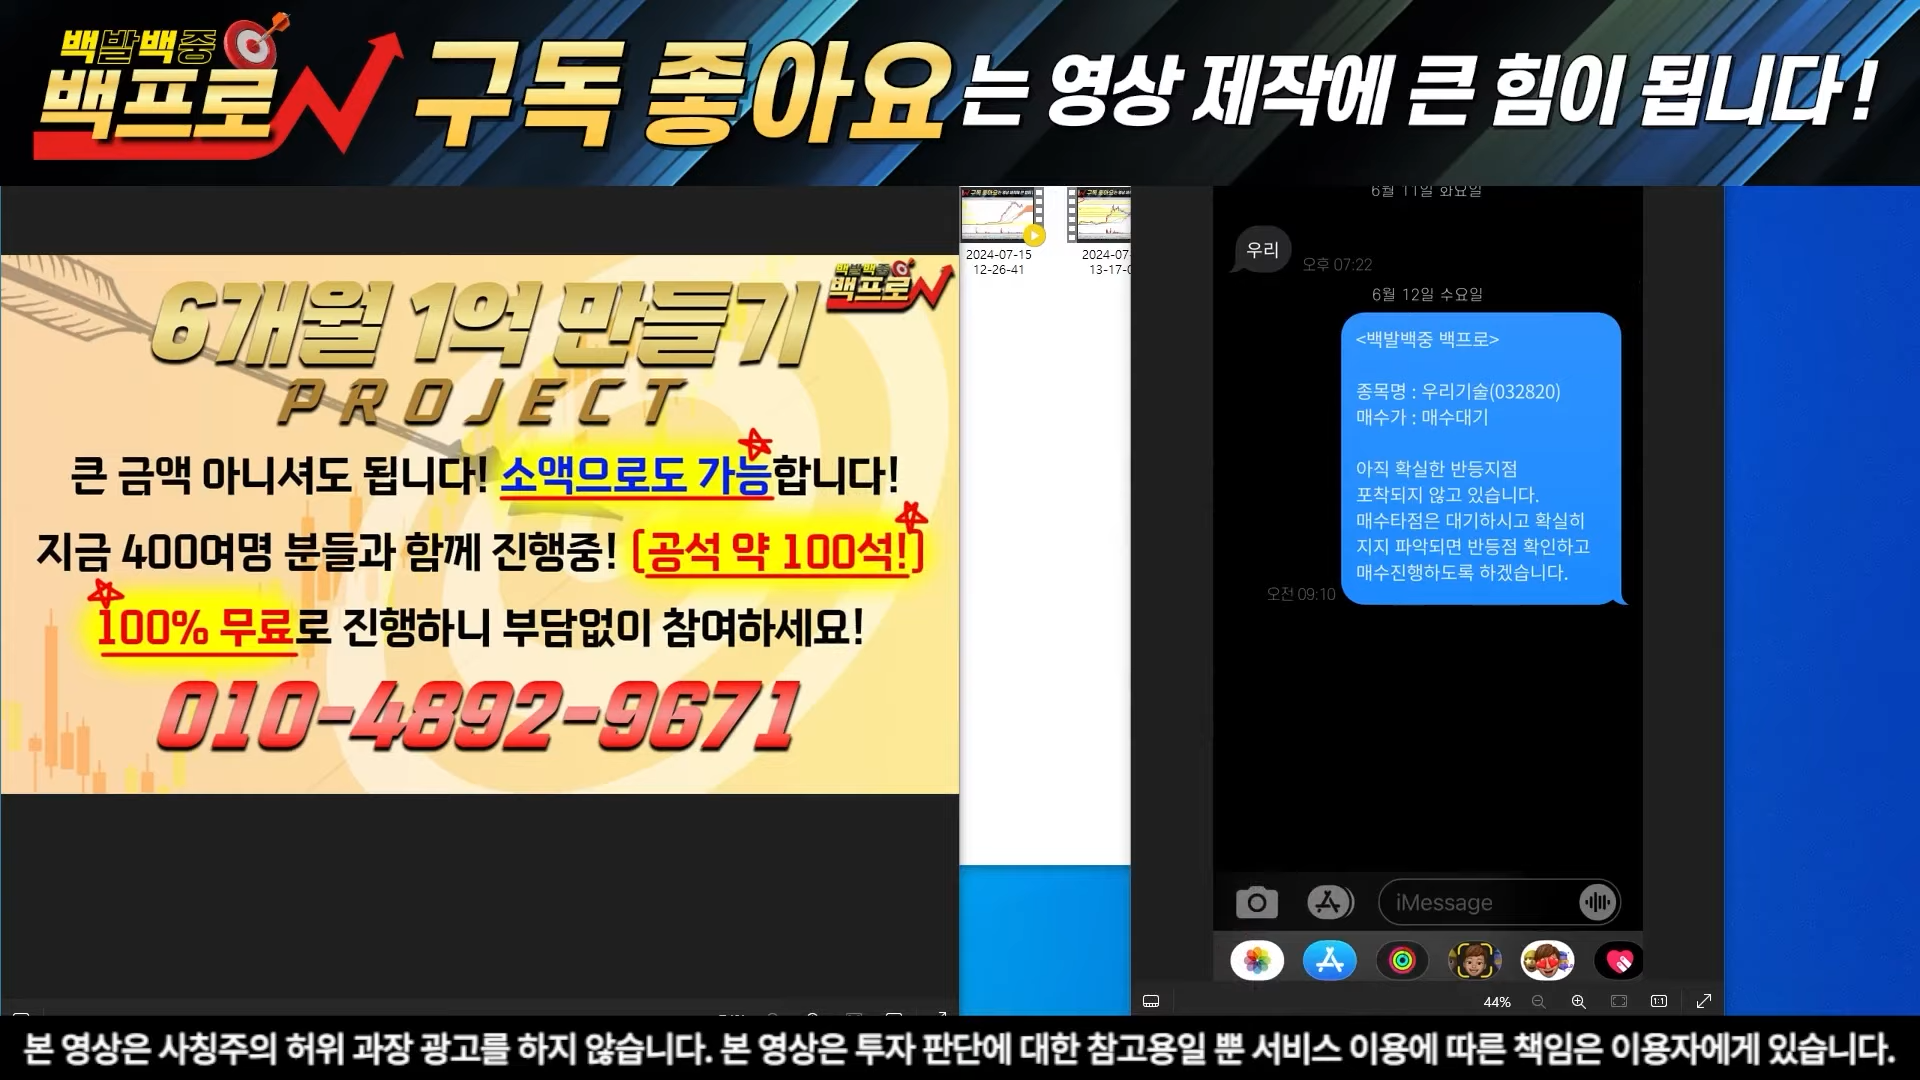 백발백중
백프로
구독 좋아요는 영상 제작에 큰 힘이 됩니다!
백발백중
백프로
6개월 1억 만들기
PROJECT
큰 금액 아니셔도 됩니다! 소액으로도 가능합니다!
지금 400여명 분들과 함께 진행중! [공석 약 100석!]
100% 무료로 진행하니 부담없이 참여하세요!
010-4892-9671
2024-07-15
12-26-41
2024-07-
13-17-0
6월 11일 화요일
우리
오후 07:22
6월 12일 수요일
<백발백중 백프로>
종목명 : 우리기술(032820)
매수가 : 매수대기
아직 확실한 반등지점
포착되지 않고 있습니다.
매수타점은 대기하시고 확실히
지지 파악되면 반등점 확인하고
매수진행하도록 하겠습니다.
오전 09:10
iMessage
44%
1:1
본 영상은 사칭주의 허위 과장 광고를 하지 않습니다. 본 영상은 투자 판단에 대한 참고용일 뿐 서비스 이용에 따른 책임은 이용자에게 있습니다.